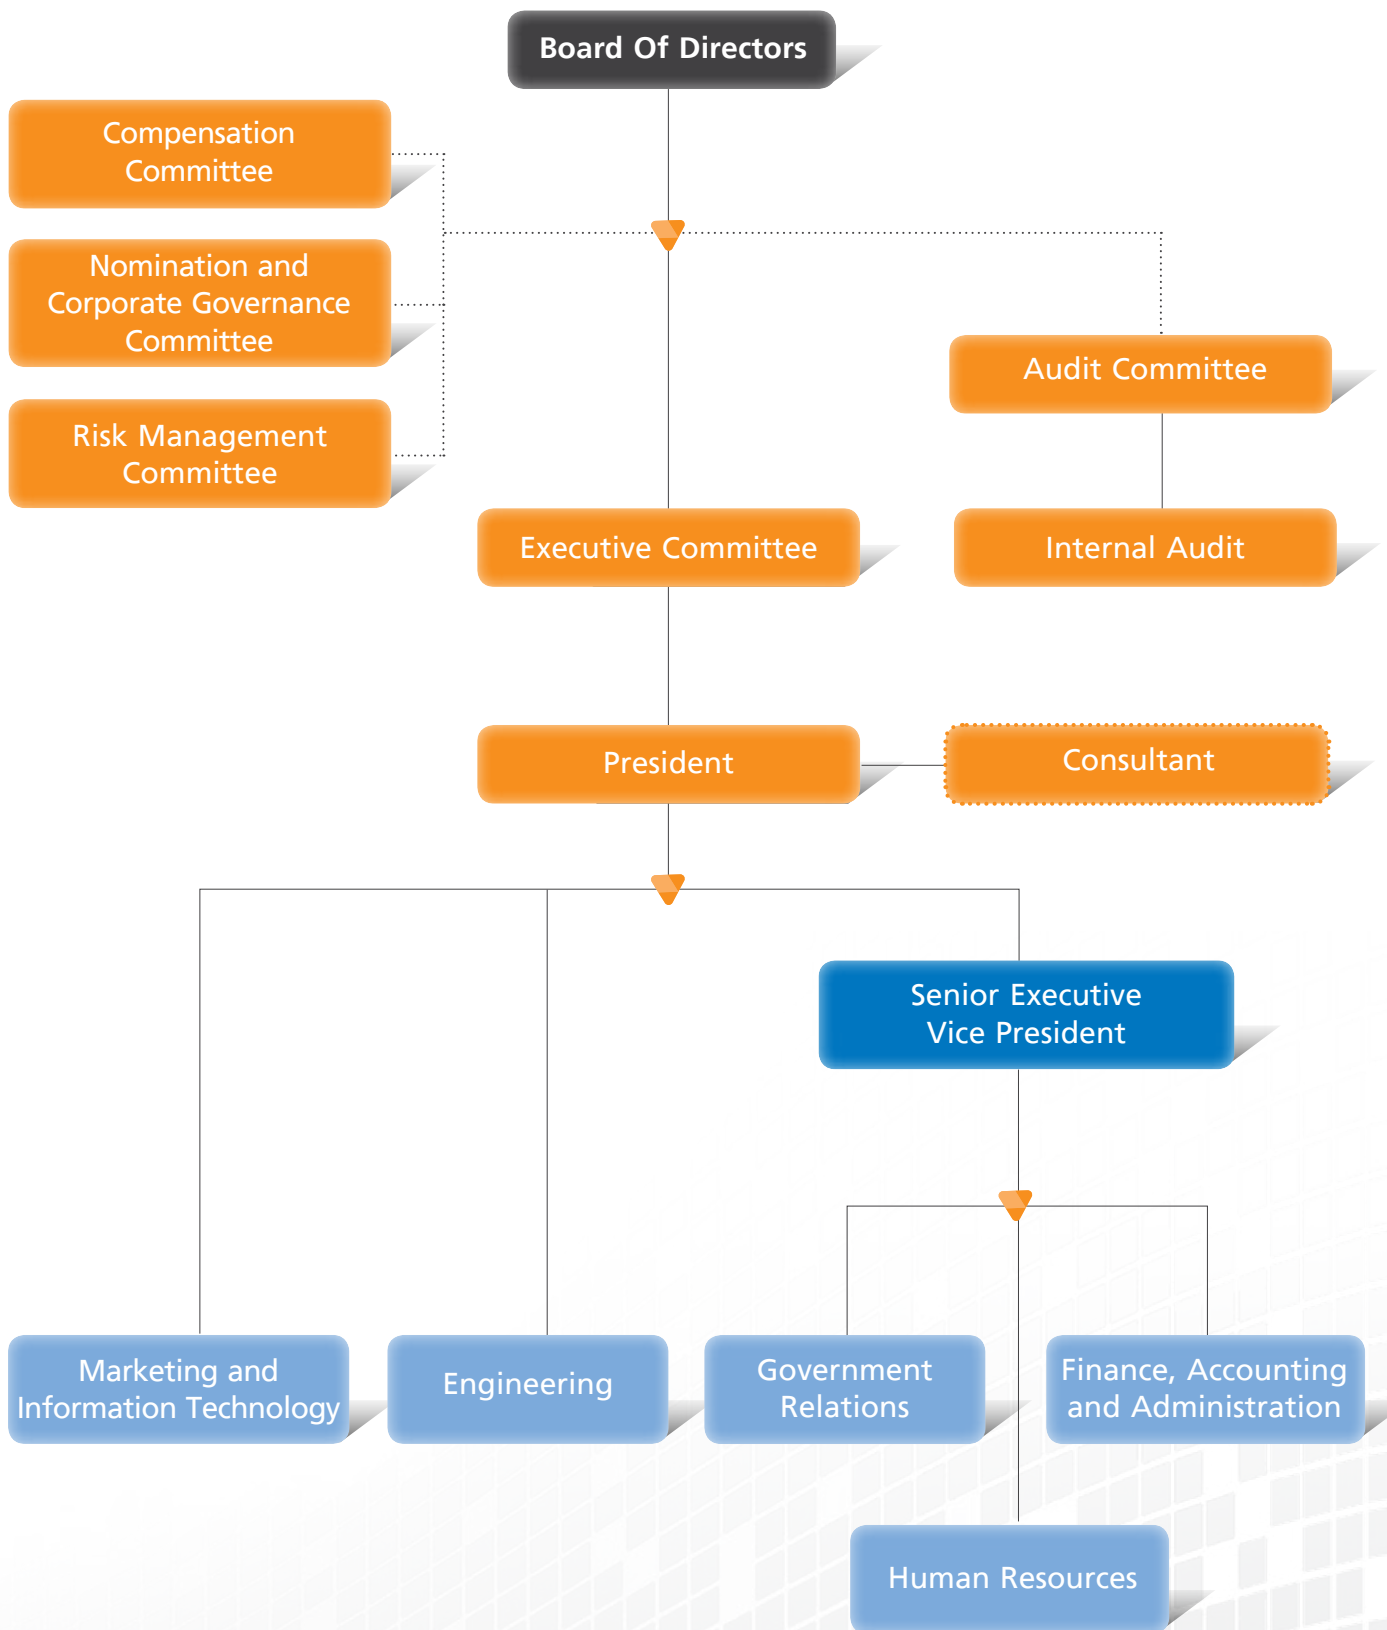 Board Of Directors
Compensation
Committee
Nomination and
Corporate Governance
Committee
Risk Management
Committee
Audit Committee
Executive Committee
Internal Audit
President
Consultant
Senior Executive
Vice President
Marketing and
Information Technology
Engineering
Government
Relations
Finance, Accounting
and Administration
Human Resources